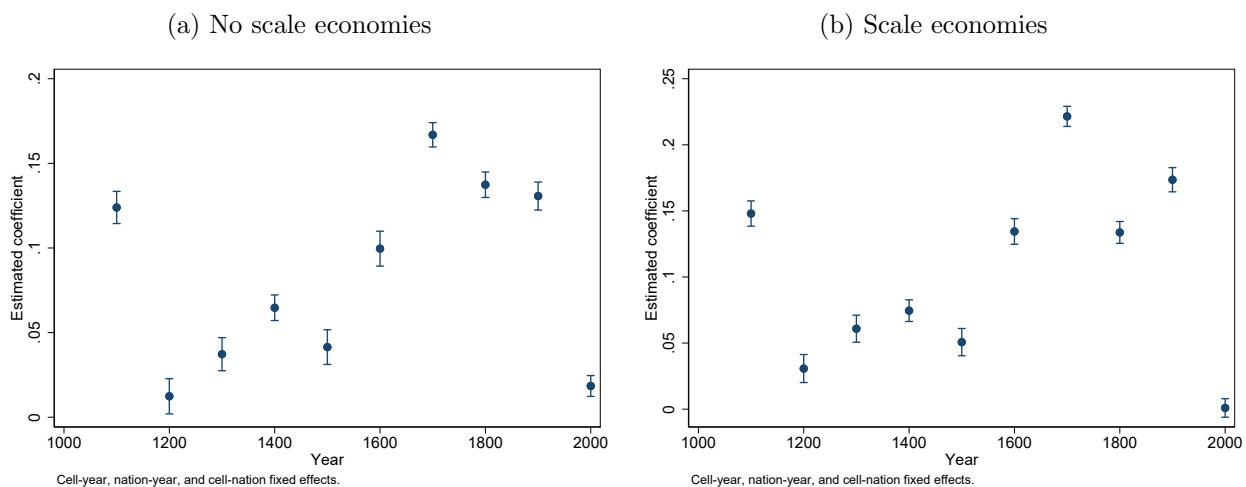 (a) No scale economies
.2
.15
.1
.05
0
Estimated coefficient
1000 1200 1400 1600 1800 2000
Year
Cell-year, nation-year, and cell-nation fixed effects.
(b) Scale economies
.25
.2
.15
.1
.05
0
Estimated coefficient
1000 1200 1400 1600 1800 2000
Year
Cell-year, nation-year, and cell-nation fixed effects.